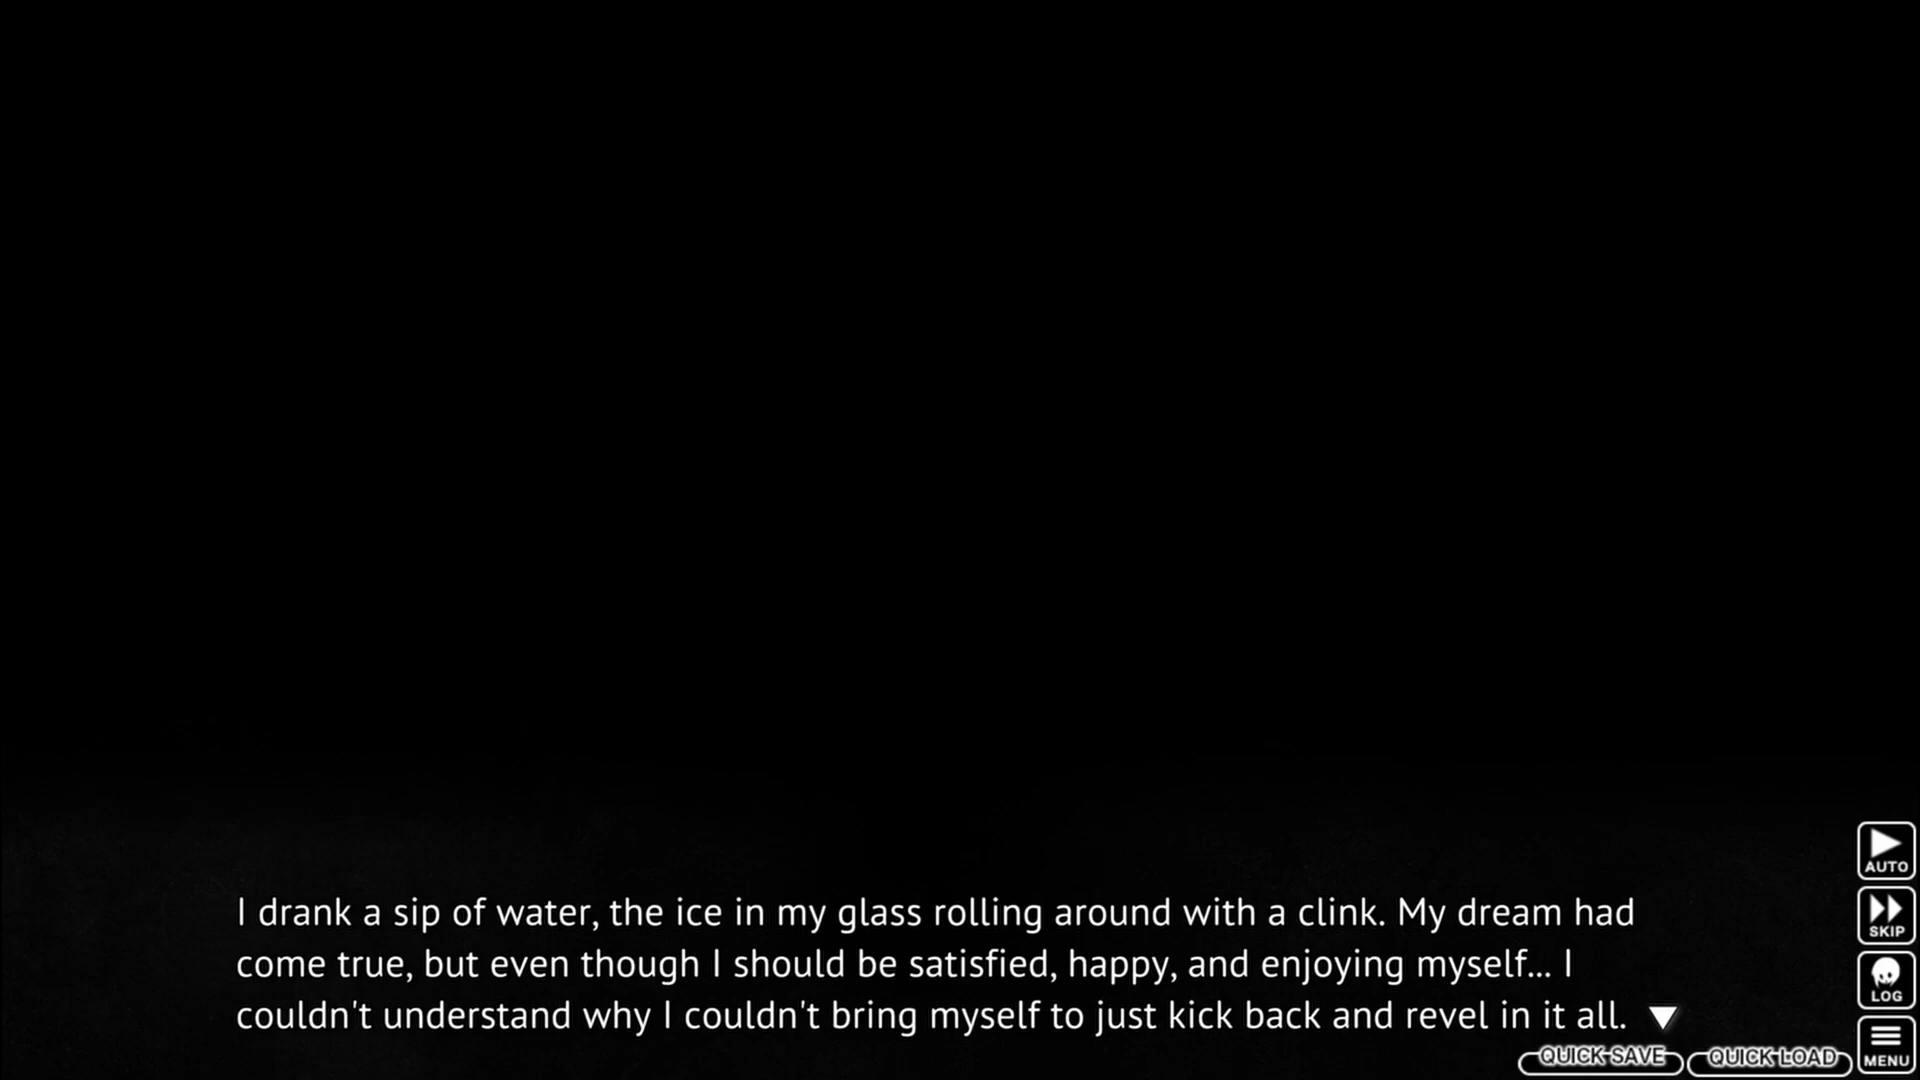 I drank a sip of water, the ice in my glass rolling around with a clink. My dream had
come true, but even though I should be satisfied, happy, and enjoying myself... I
couldn't understand why I couldn't bring myself to just kick back and revel in it all.
AUTO
SKIP
LOG
MENU
QUICK SAVE
QUICK LOAD